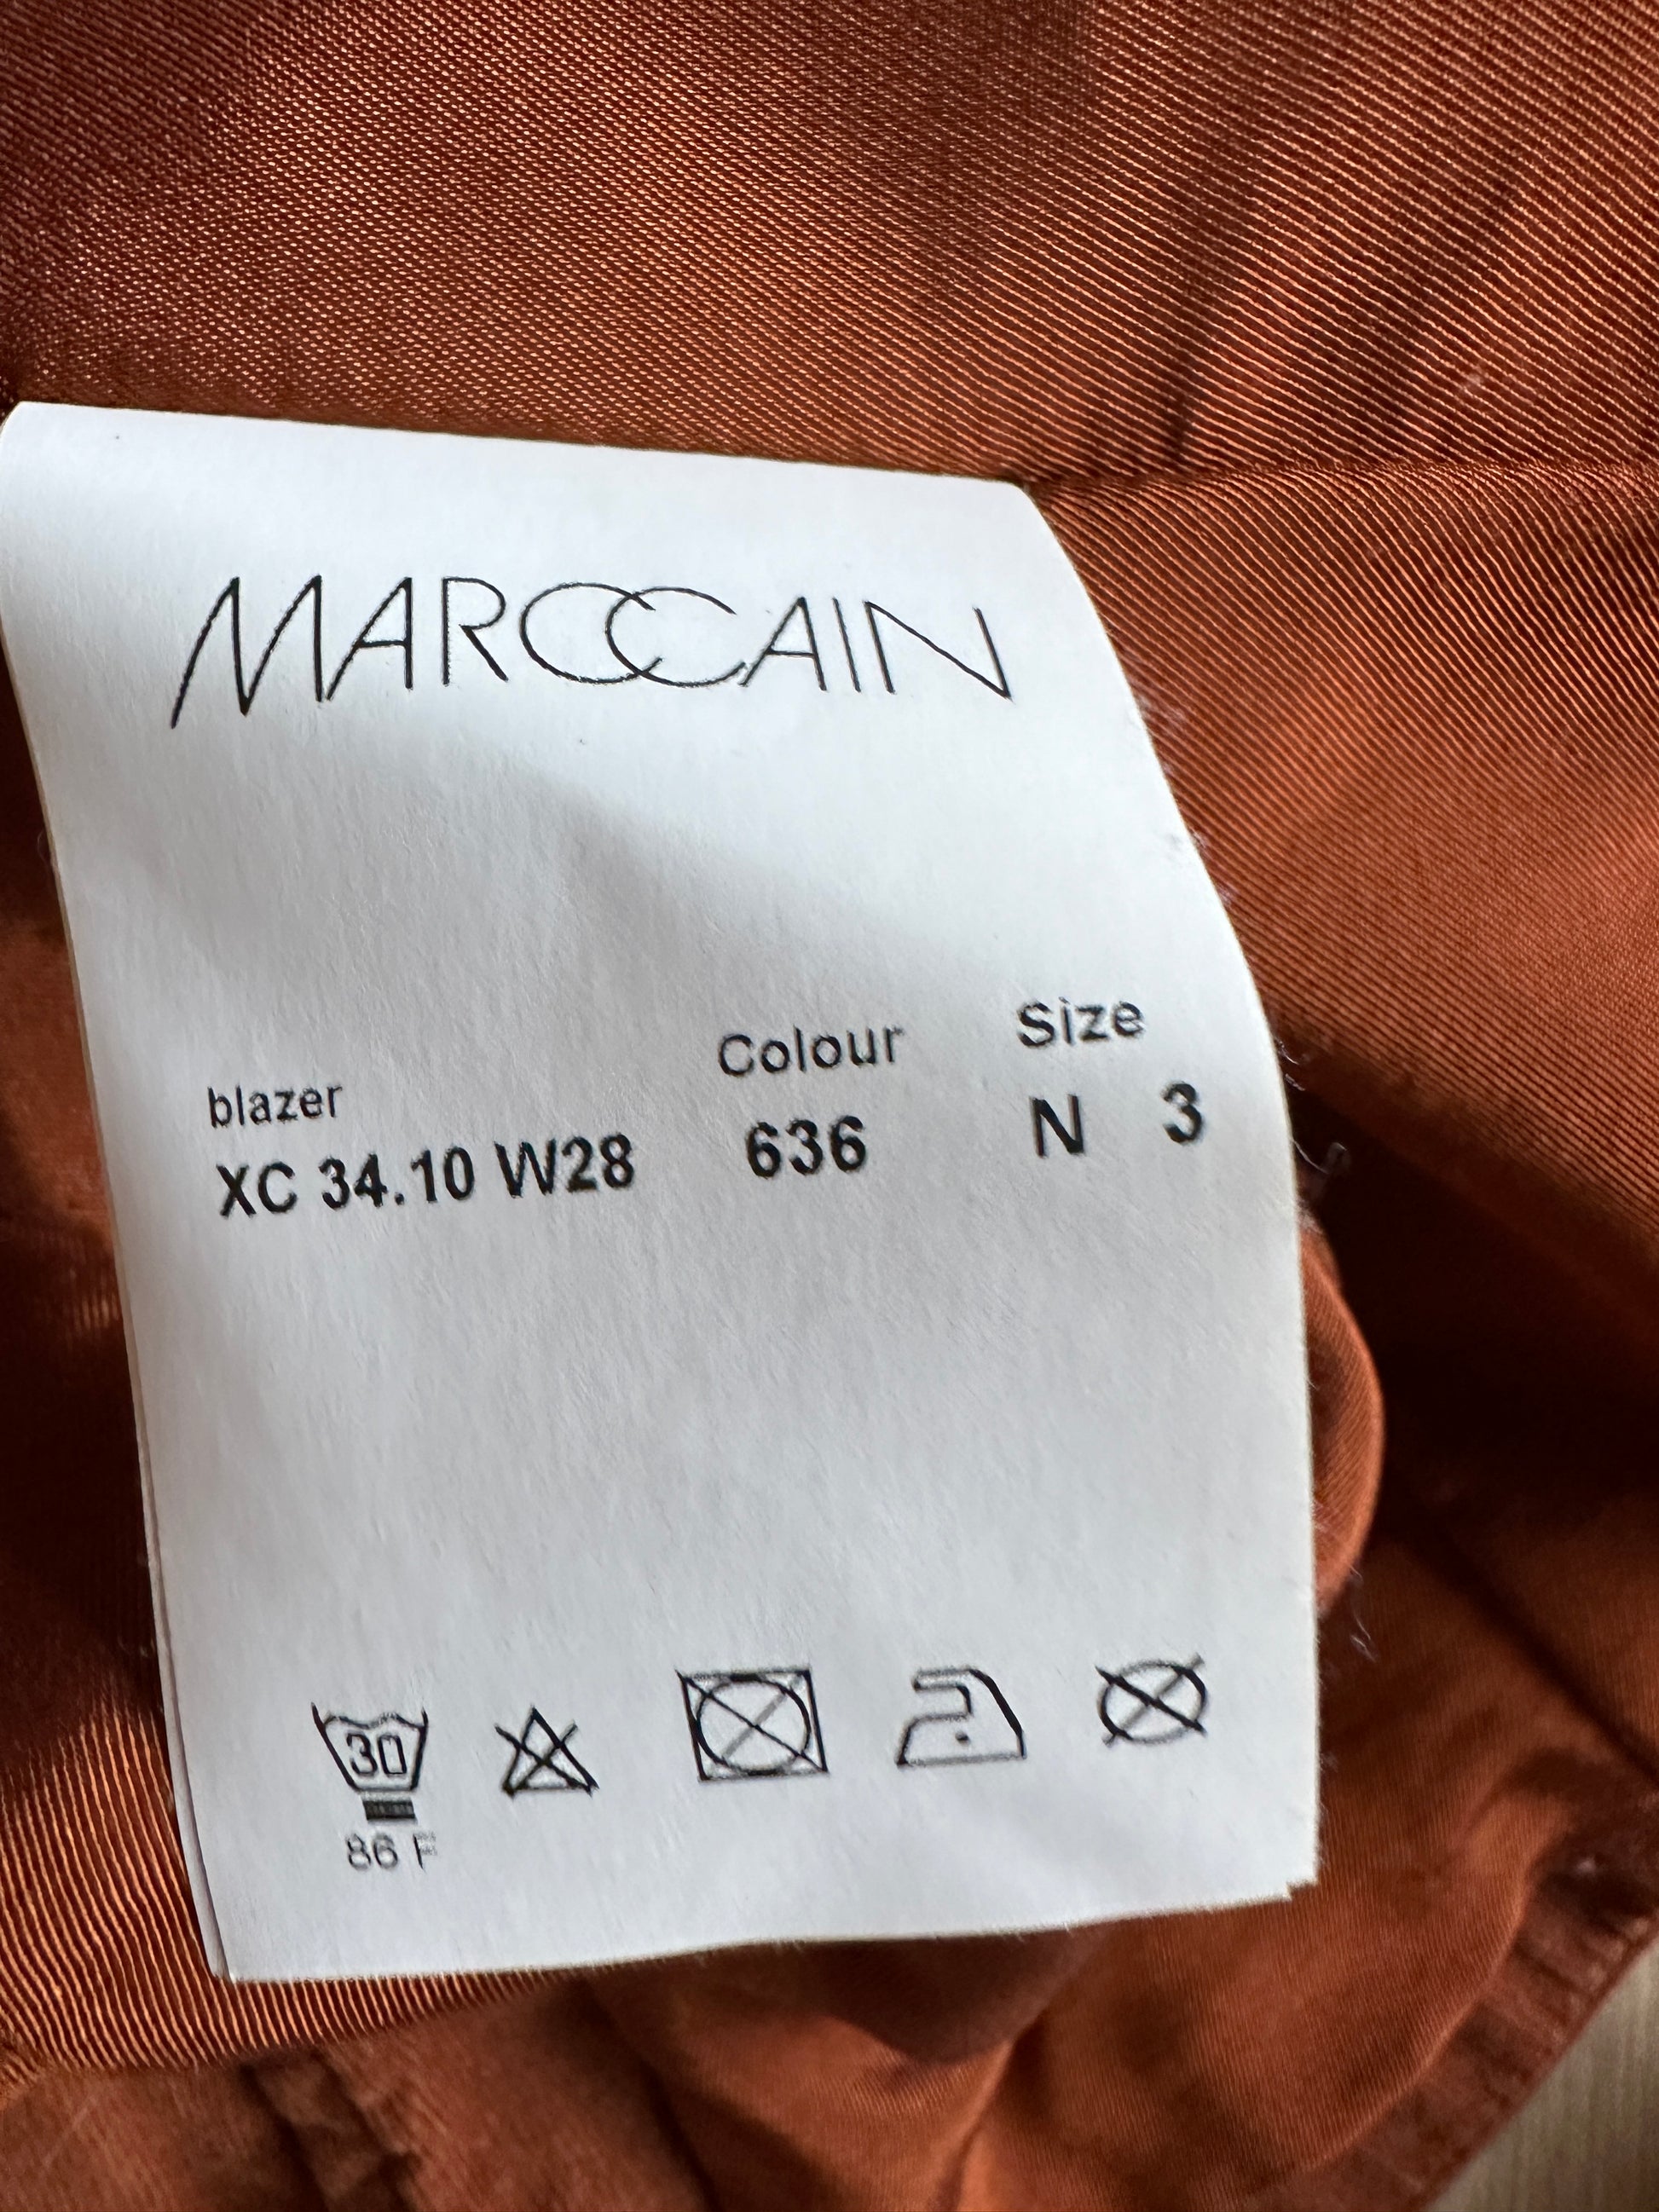 MARCCAIN
blazer Colour Size
XC 34.10 W28 636 N 3
30
86 F